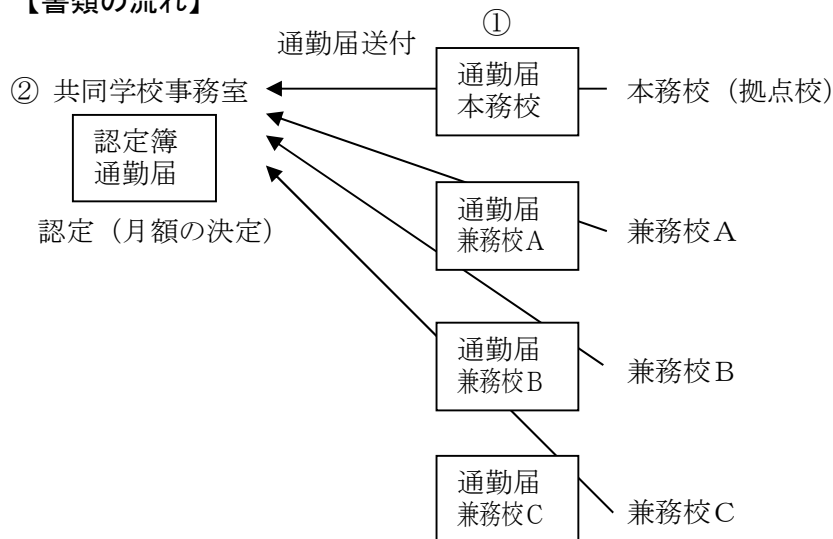 【書類の流れ】
①
通勤届送付
通勤届
本務校
本務校（拠点校）
② 共同学校事務室
認定簿
通勤届
認定（月額の決定）
通勤届
兼務校Ａ
兼務校Ａ
通勤届
兼務校Ｂ
兼務校Ｂ
通勤届
兼務校Ｃ
兼務校Ｃ